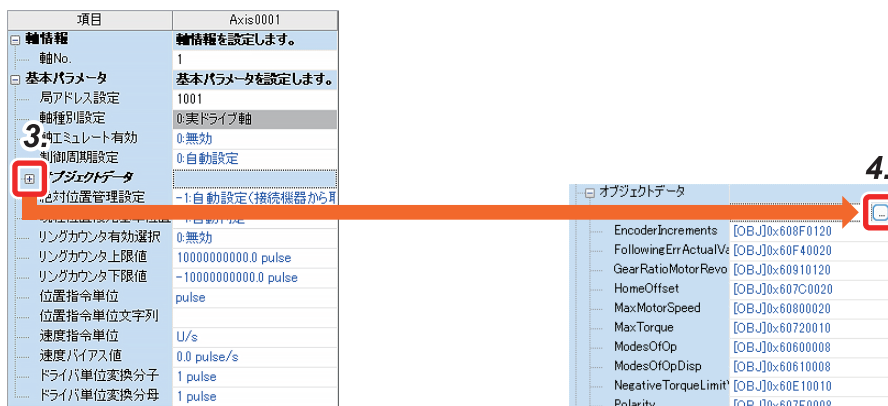 項目 Axis0001
軸情報 軸情報を設定します。
軸No. 1
基本パラメータ 基本パラメータを設定します。
局アドレス設定 1001
軸種別設定 0:実ドライブ軸
3.
軸エミュレート有効 0:無効
制御周期設定 0:自動設定
オブジェクトデータ
絶対位置管理設定 -1:自動設定(接続機器から取
リングカウンタ有効選択 0:無効
リングカウンタ上限値 10000000000.0 pulse
リングカウンタ下限値 -10000000000.0 pulse
位置指令単位 pulse
位置指令単位文字列
速度指令単位 U/s
速度バイアス値 0.0 pulse/s
ドライバ単位変換分子 1 pulse
ドライバ単位変換分母 1 pulse
4.
オブジェクトデータ
...
EncoderIncrements [OBJ]0x608F0120
FollowingErrActualVa [OBJ]0x60F40020
GearRatioMotorRevo [OBJ]0x60910120
HomeOffset [OBJ]0x607C0020
MaxMotorSpeed [OBJ]0x60800020
MaxTorque [OBJ]0x60720010
ModesOfOp [OBJ]0x60600008
ModesOfOpDisp [OBJ]0x60610008
NegativeTorqueLimit [OBJ]0x60E10010
Polarity [OBJ]0x607E0008